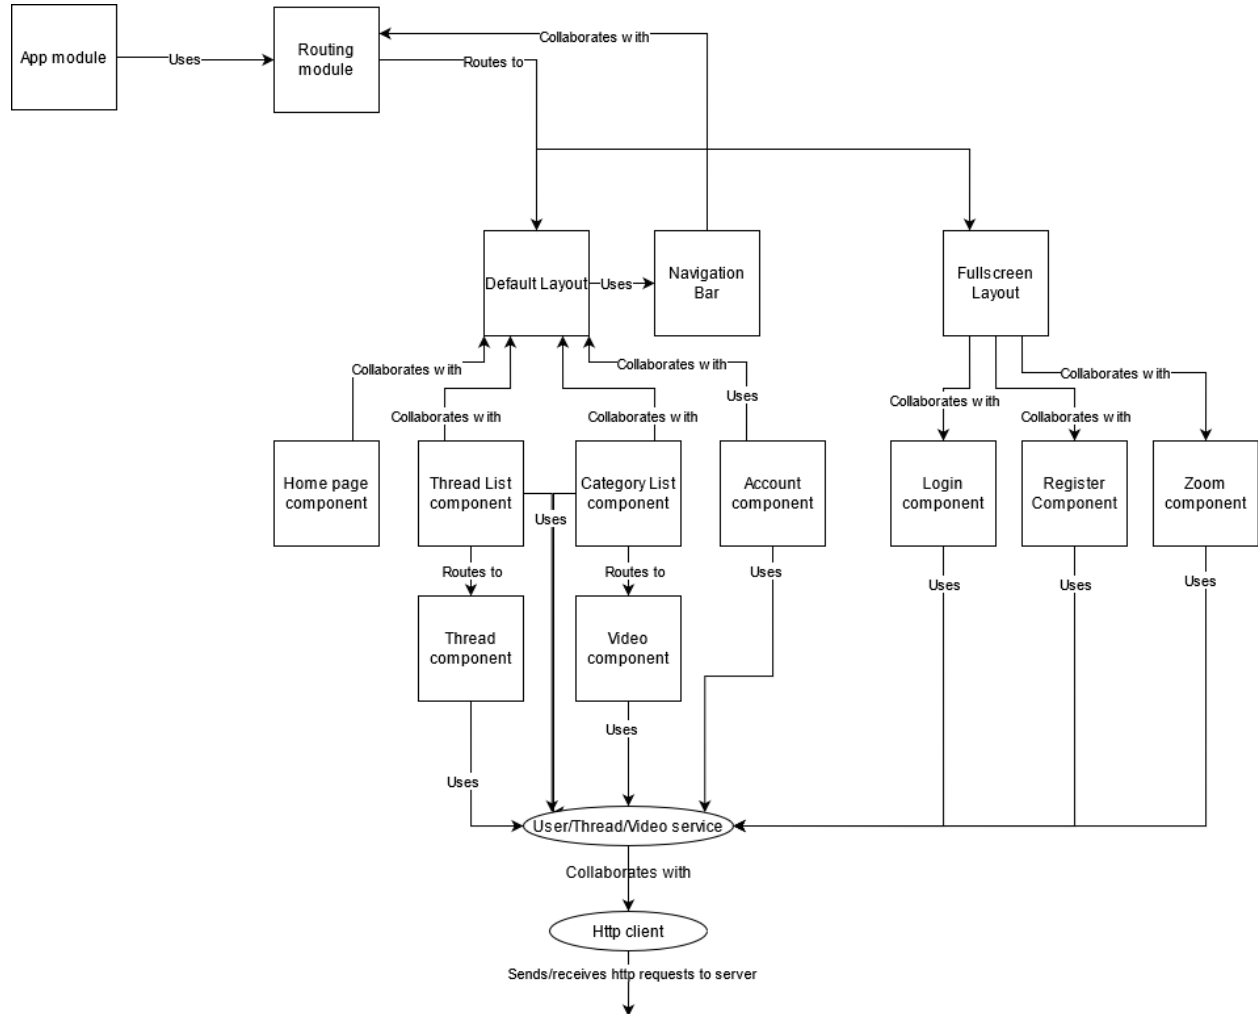 App module
Uses
Routing
module
Collaborates with
Routes to
Default Layout
Uses
Navigation
Bar
Fullscreen
Layout
Collaborates with
Collaborates with
Collaborates with
Collaborates with
Uses
Collaborates with
Collaborates with
Collaborates with
Home page
component
Thread List
component
Uses
Category List
component
Account
component
Login
component
Register
Component
Zoom
component
Routes to
Routes to
Uses
Uses
Uses
Uses
Thread
component
Video
component
Uses
Uses
User/Thread/Video service
Collaborates with
Http client
Sends/receives http requests to server